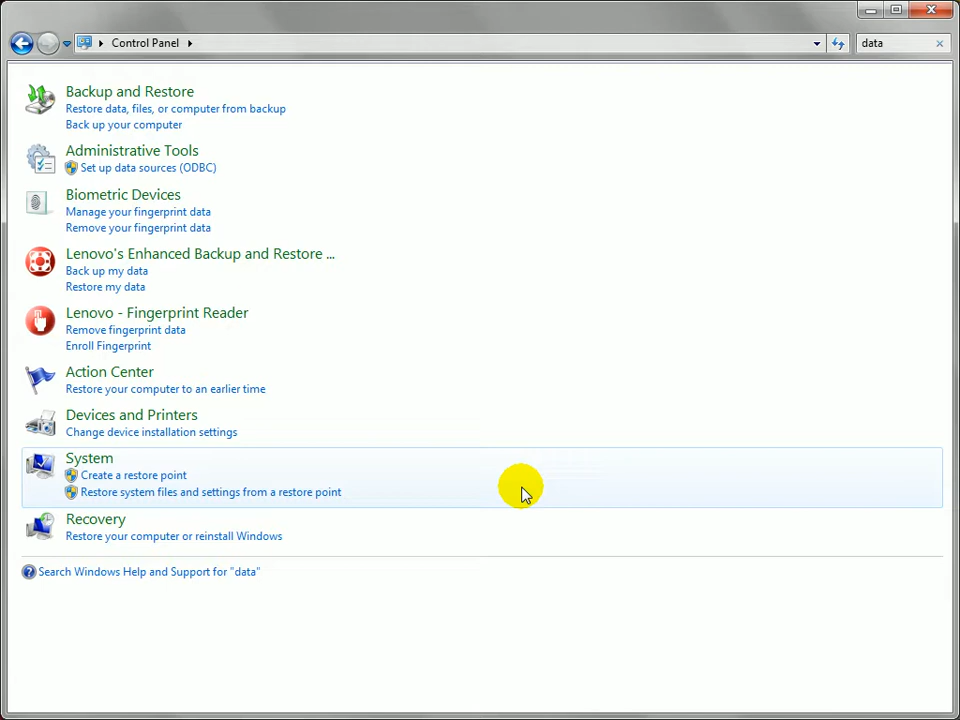 Control Panel
data
Backup and Restore
Restore data, files, or computer from backup
Back up your computer
Administrative Tools
Set up data sources (ODBC)
Biometric Devices
Manage your fingerprint data
Remove your fingerprint data
Lenovo's Enhanced Backup and Restore ...
Back up my data
Restore my data
Lenovo - Fingerprint Reader
Remove fingerprint data
Enroll Fingerprint
Action Center
Restore your computer to an earlier time
Devices and Printers
Change device installation settings
System
Create a restore point
Restore system files and settings from a restore point
Recovery
Restore your computer or reinstall Windows
Search Windows Help and Support for "data"